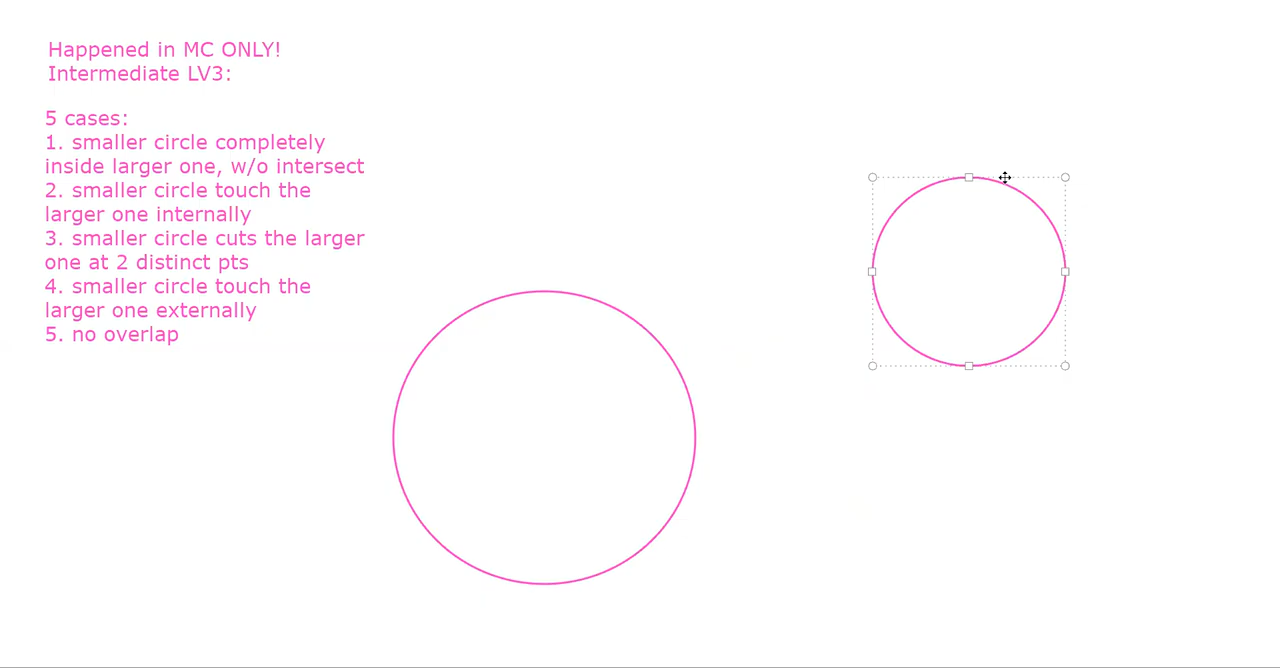 Happened in MC ONLY!
Intermediate LV3:
5 cases:
1. smaller circle completely
inside larger one, w/o intersect
2. smaller circle touch the
larger one internally
3. smaller circle cuts the larger
one at 2 distinct pts
4. smaller circle touch the
larger one externally
5. no overlap